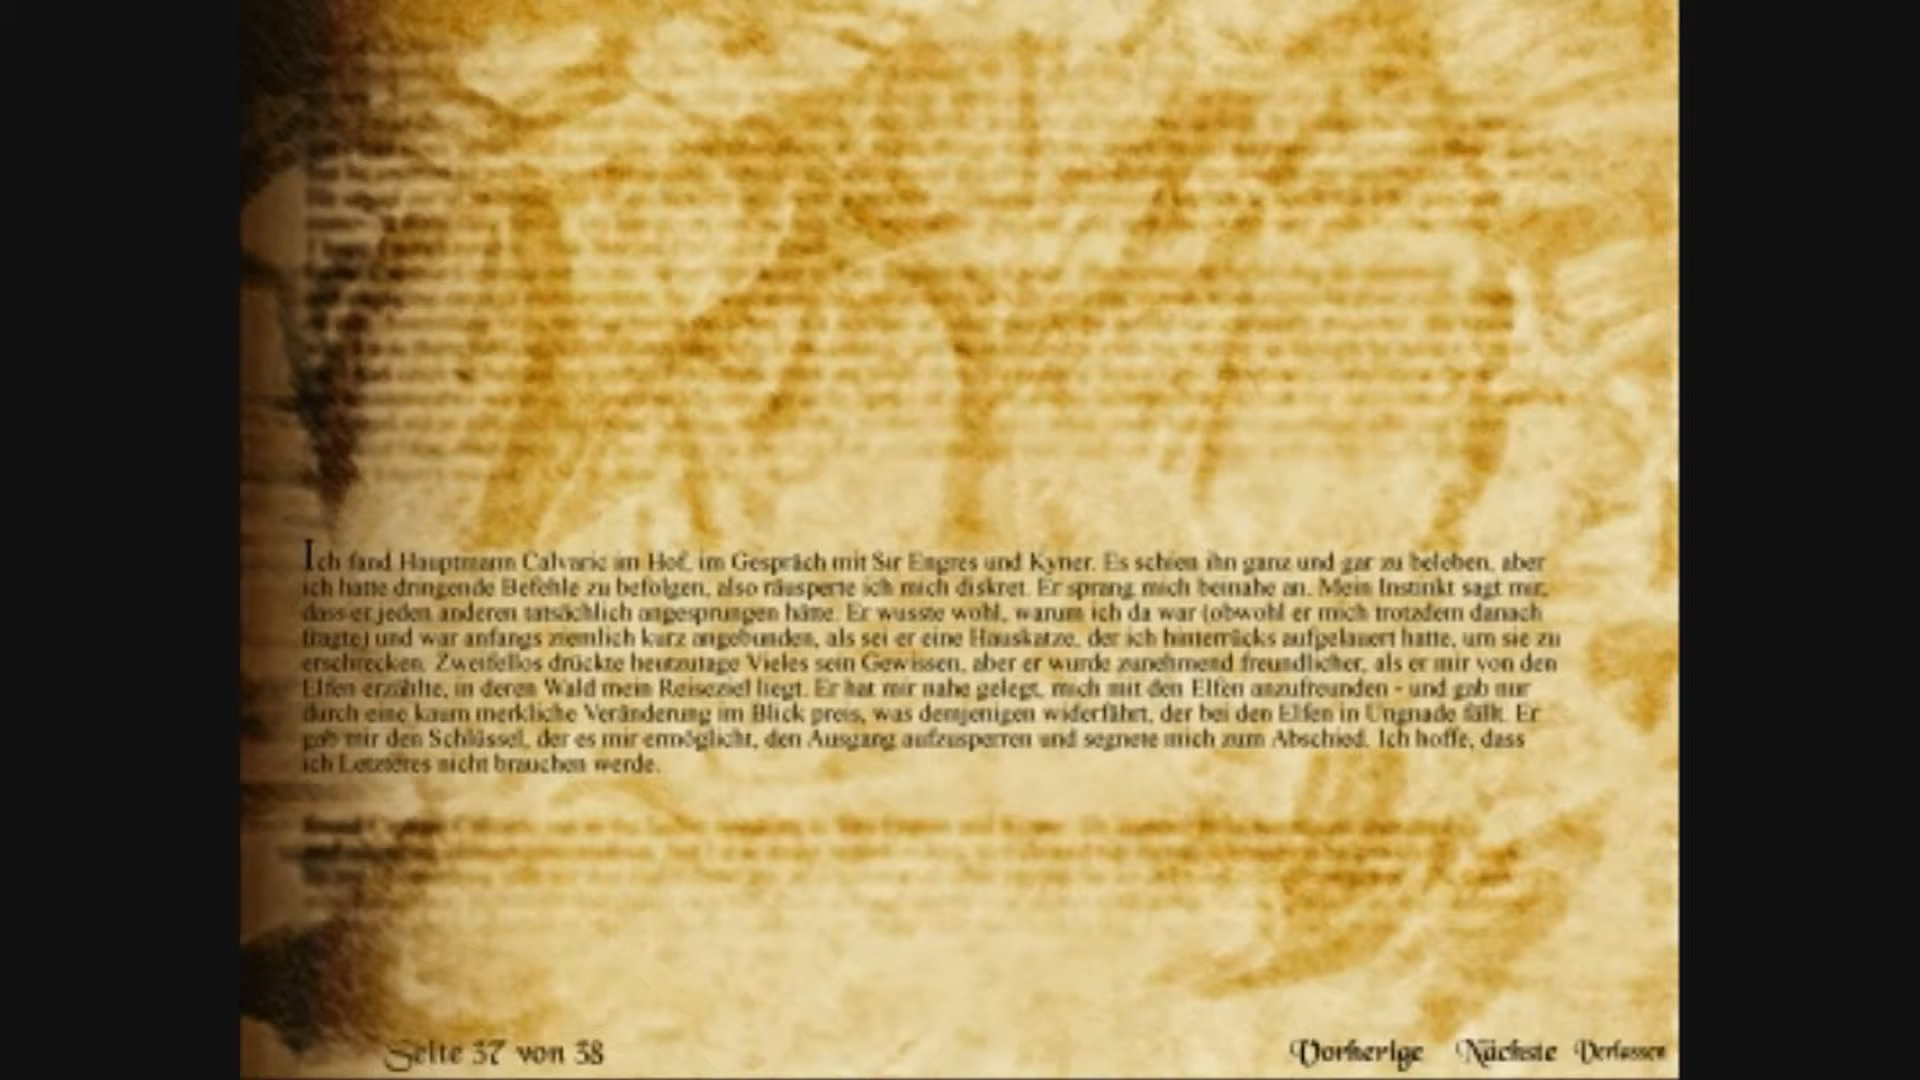 Ich fand Hauptmann Calvaric im Hof, im Gespräch mit Sir Engres und Kyner. Es schien ihn ganz und gar zu beleben, aber
ich hatte dringende Befehle zu befolgen, also räusperte ich mich diskret. Er sprang mich beinahe an. Mein Instinkt sagt mir,
dass er jeden anderen tatsächlich angesprungen hätte. Er wusste wohl, warum ich da war (obwohl er mich trotzdem danach
fragte) und war anfangs ziemlich kurz angebunden, als sei er eine Hauskatze, der ich hinterrücks aufgelauert hatte, um sie zu
erschrecken. Zweifellos drückte heutzutage Vieles sein Gewissen, aber er wurde zunehmend freundlicher, als er mir von den
Elfen erzählte, in deren Wald mein Reiseziel liegt. Er hat mir nahe gelegt, mich mit den Elfen anzufreunden - und gab nur
durch eine kaum merkliche Veränderung im Blick preis, was demjenigen widerfährt, der bei den Elfen in Ungnade fällt. Er
gab mir den Schlüssel, der es mir ermöglicht, den Ausgang aufzusperren und segnete mich zum Abschied. Ich hoffe, dass
ich Letzteres nicht brauchen werde.
Seite 37 von 38
Vorherige Nächste Verlassen